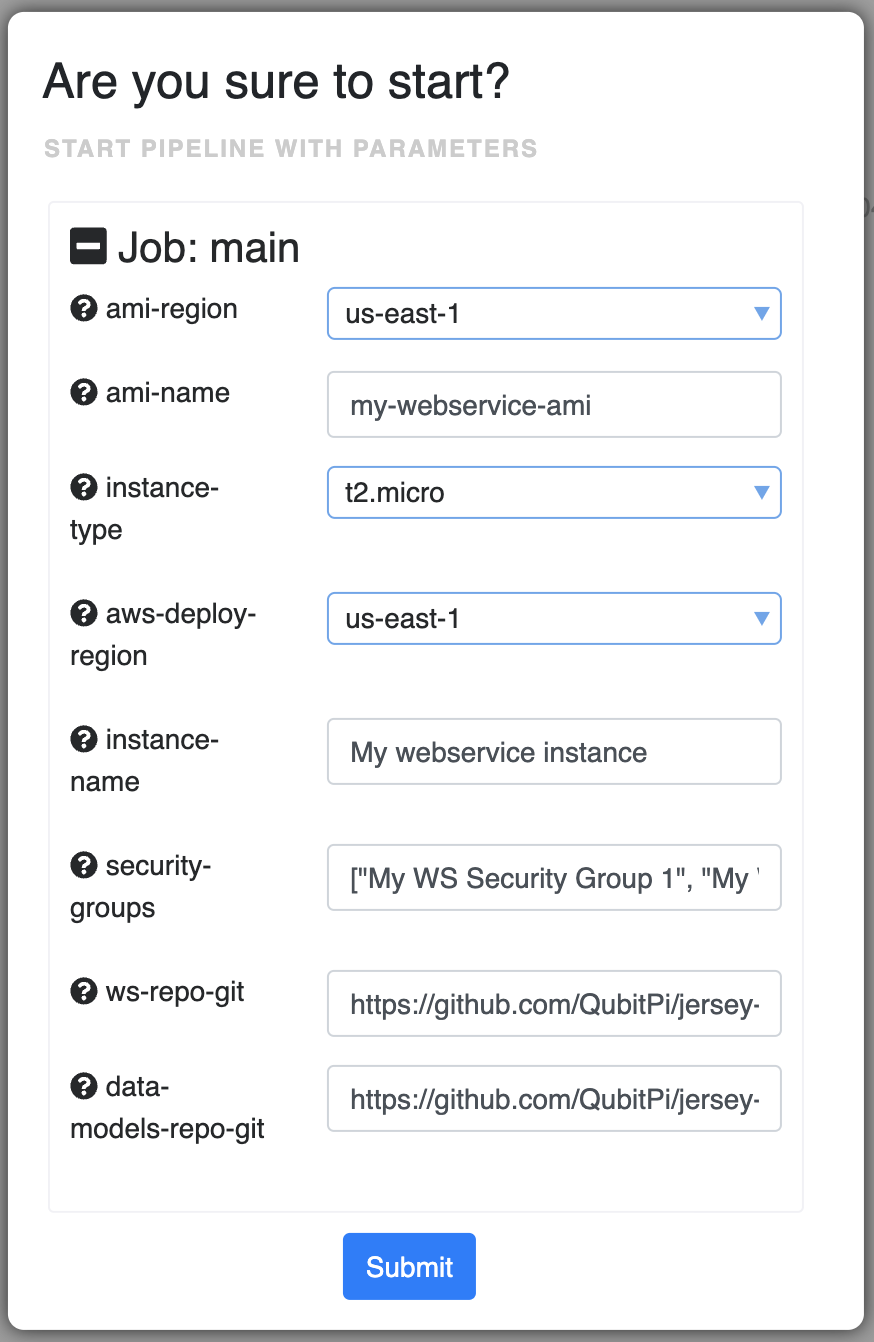 Are you sure to start?
START PIPELINE WITH PARAMETERS
Job: main
ami-region
us-east-1
ami-name
my-webservice-ami
instance-
type
t2.micro
aws-deploy-
region
us-east-1
instance-
name
My webservice instance
security-
groups
["My WS Security Group 1", "My
ws-repo-git
https://github.com/QubitPi/jersey-
data-
models-repo-git
https://github.com/QubitPi/jersey-
Submit